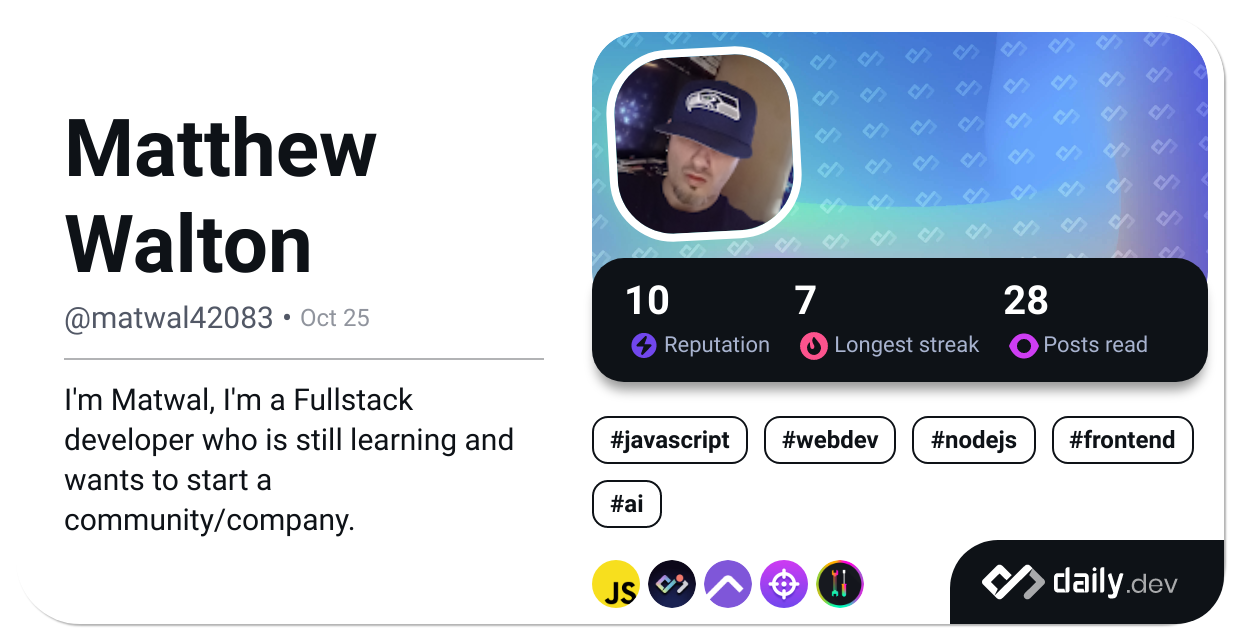 Matthew
Walton
@matwal42083 • Oct 25
I'm Matwal, I'm a Fullstack
developer who is still learning and
wants to start a
community/company.
10 7 28
Reputation Longest streak Posts read
#javascript #webdev #nodejs #frontend
#ai
JS
daily.dev